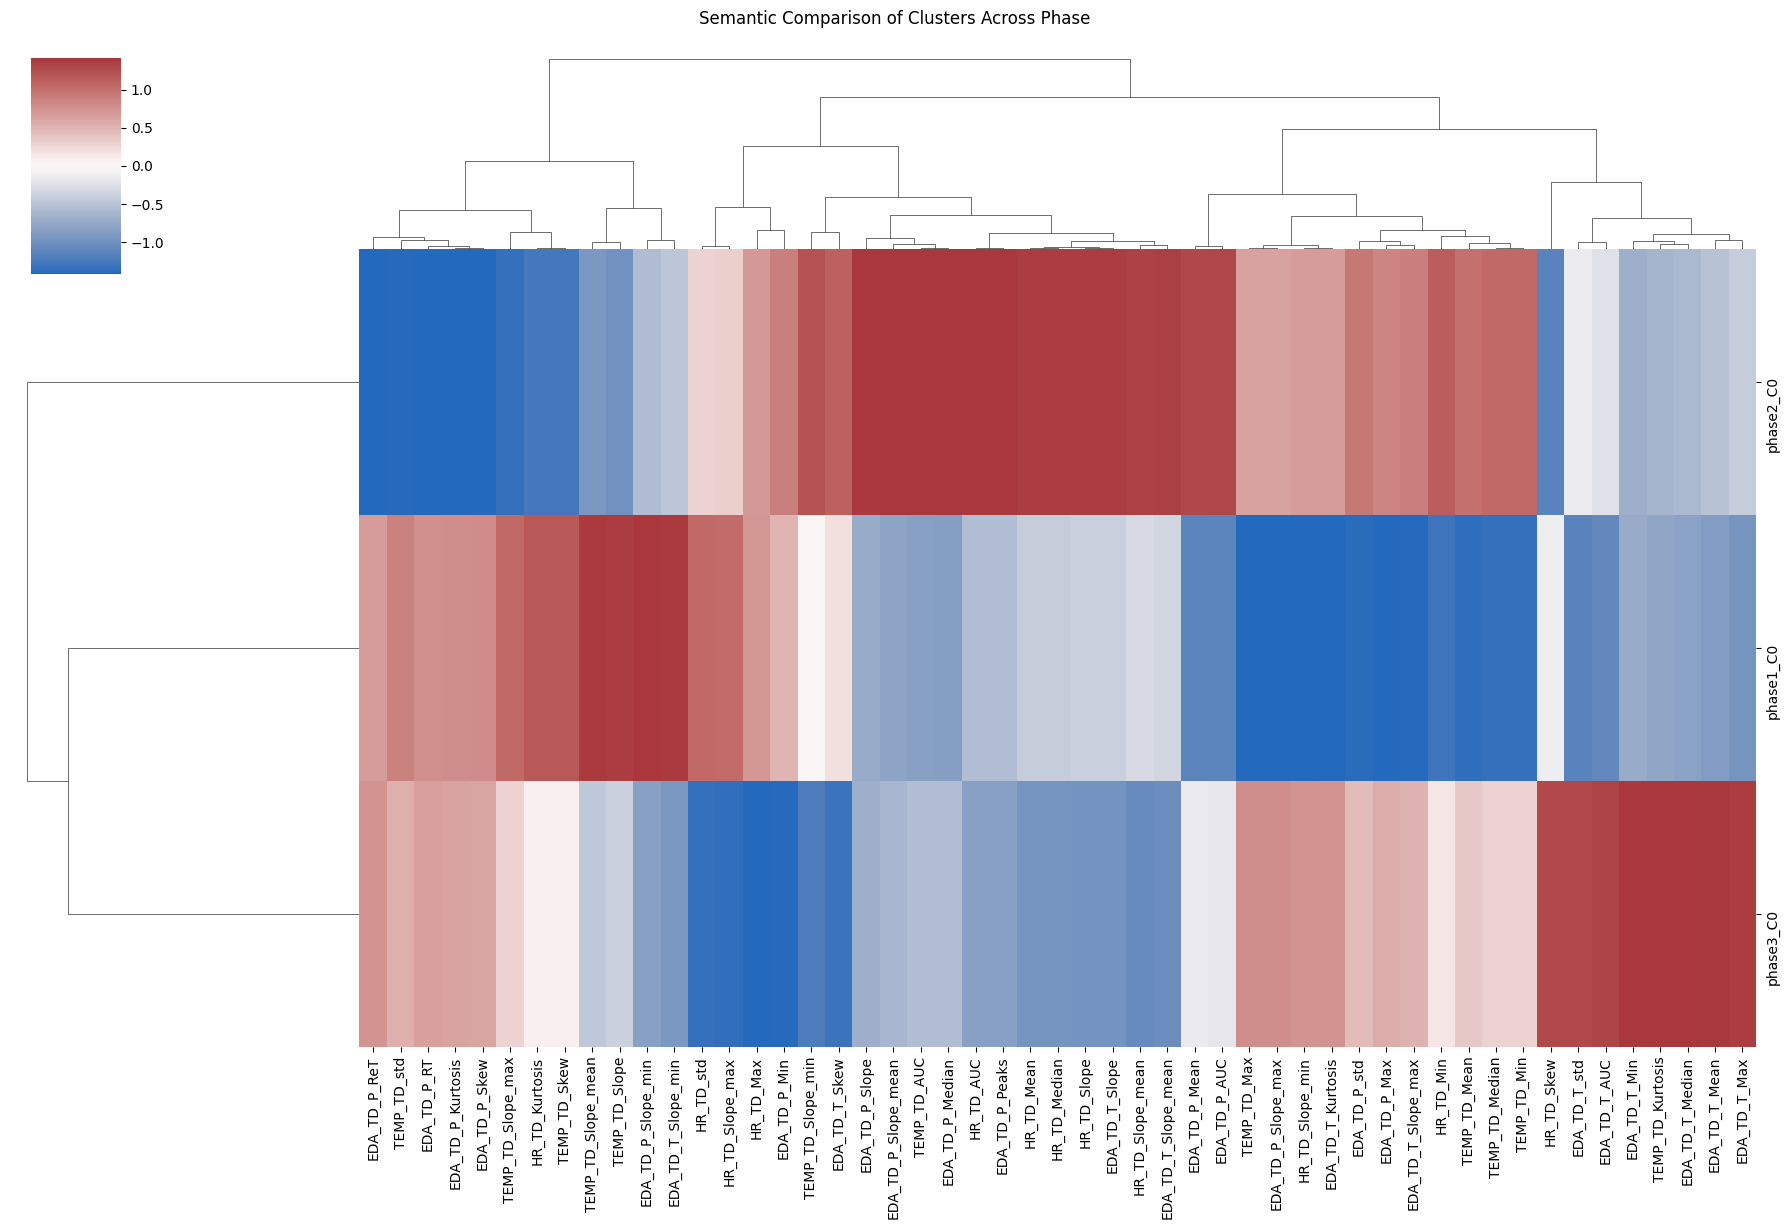 Semantic Comparison of Clusters Across Phase
1.0
0.5
0.0
−0.5
−1.0
phase2_C0
phase1_C0
phase3_C0
EDA_TD_P_ReT
TEMP_TD_std
EDA_TD_P_RT
EDA_TD_P_Kurtosis
EDA_TD_P_Skew
TEMP_TD_Slope_max
HR_TD_Kurtosis
TEMP_TD_Skew
TEMP_TD_Slope_mean
TEMP_TD_Slope
EDA_TD_P_Slope_min
EDA_TD_T_Slope_min
HR_TD_std
HR_TD_Slope_max
HR_TD_Max
EDA_TD_P_Min
TEMP_TD_Slope_min
EDA_TD_T_Skew
EDA_TD_P_Slope
EDA_TD_P_Slope_mean
TEMP_TD_AUC
EDA_TD_P_Median
HR_TD_AUC
EDA_TD_P_Peaks
HR_TD_Mean
HR_TD_Median
HR_TD_Slope
EDA_TD_T_Slope
HR_TD_Slope_mean
EDA_TD_T_Slope_mean
EDA_TD_P_Mean
EDA_TD_P_AUC
TEMP_TD_Max
EDA_TD_P_Slope_max
HR_TD_Slope_min
EDA_TD_T_Kurtosis
EDA_TD_P_std
EDA_TD_P_Max
EDA_TD_T_Slope_max
HR_TD_Min
TEMP_TD_Mean
TEMP_TD_Median
TEMP_TD_Min
HR_TD_Skew
EDA_TD_T_std
EDA_TD_T_AUC
EDA_TD_T_Min
TEMP_TD_Kurtosis
EDA_TD_T_Median
EDA_TD_T_Mean
EDA_TD_T_Max